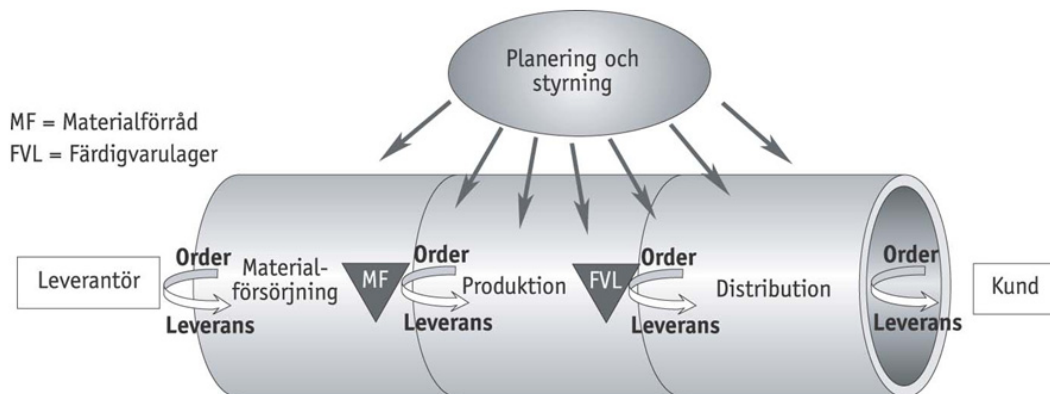 Planering och
styrning
MF = Materialförråd
FVL = Färdigvarulager
Leverantör
Order
Leverans
Material-
försörjning
MF
Order
Leverans
Produktion
FVL
Order
Leverans
Distribution
Order
Leverans
Kund